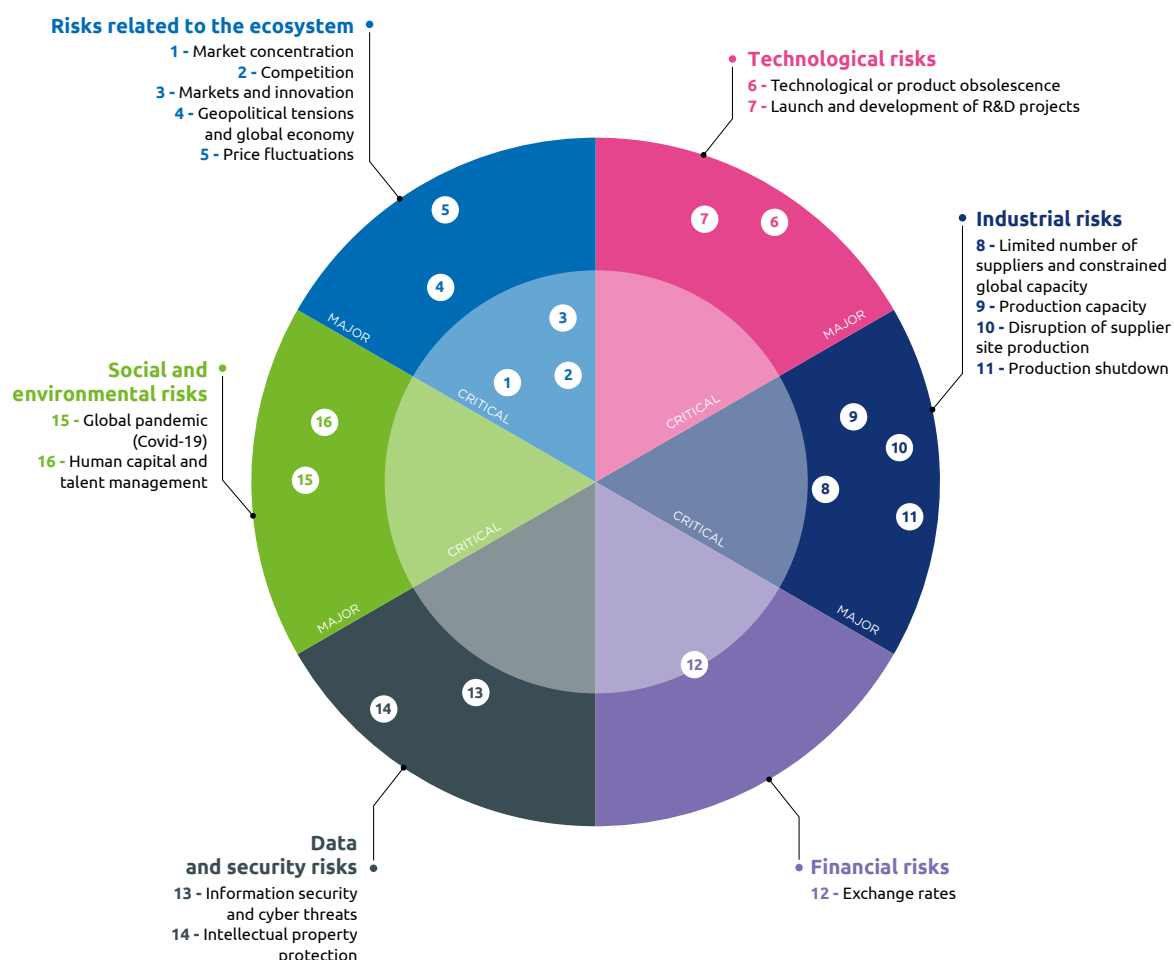 Risks related to the ecosystem
1 - Market concentration
2 - Competition
3 - Markets and innovation
4 - Geopolitical tensions
and global economy
5 - Price fluctuations
Technological risks
6 - Technological or product obsolescence
7 - Launch and development of R&D projects
Industrial risks
8 - Limited number of
suppliers and constrained
global capacity
9 - Production capacity
10 - Disruption of supplier
site production
11 - Production shutdown
Social and
environmental risks
15 - Global pandemic
(Covid-19)
16 - Human capital and
talent management
5
7
6
4
3
MAJOR
MAJOR
2
1
CRITICAL
CRITICAL
9
16
10
15
8
11
CRITICAL
CRITICAL
MAJOR
MAJOR
12
13
14
Data
and security risks
13 - Information security
and cyber threats
14 - Intellectual property
protection
Financial risks
12 - Exchange rates